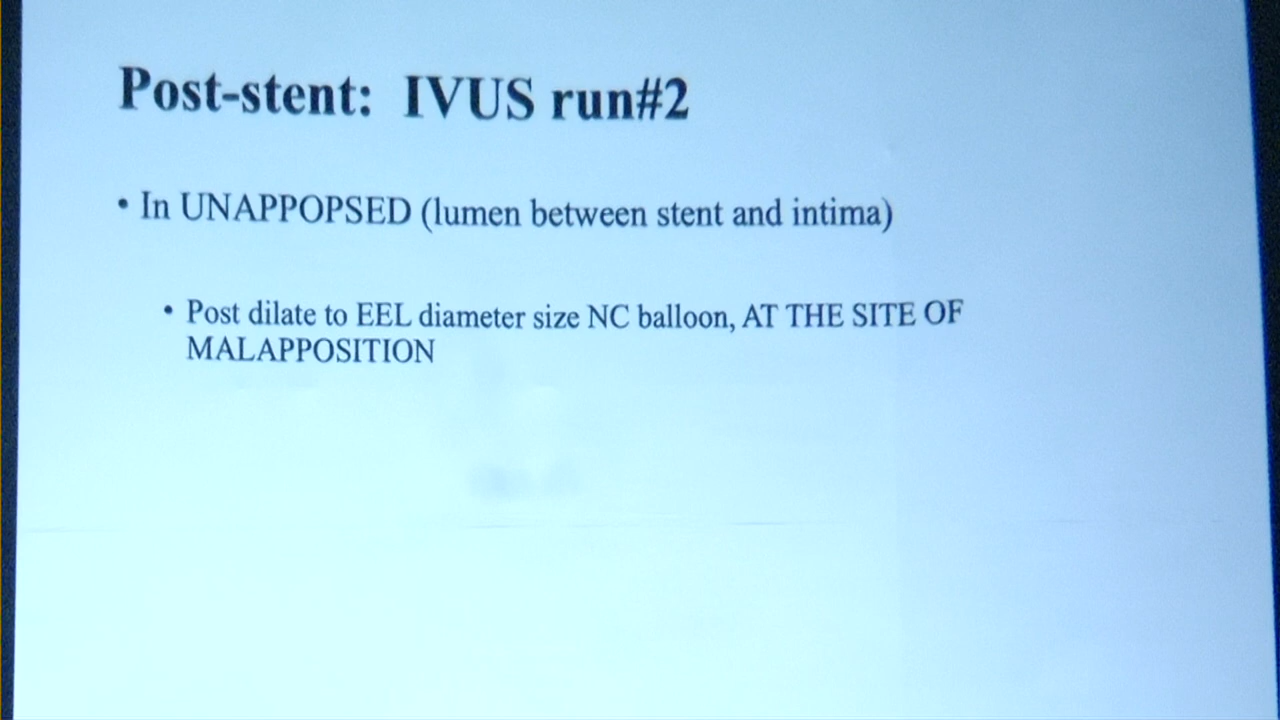 Post-stent: IVUS run#2
• In UNAPPOPSED (lumen between stent and intima)
• Post dilate to EEL diameter size NC balloon, AT THE SITE OF
MALAPPOSITION